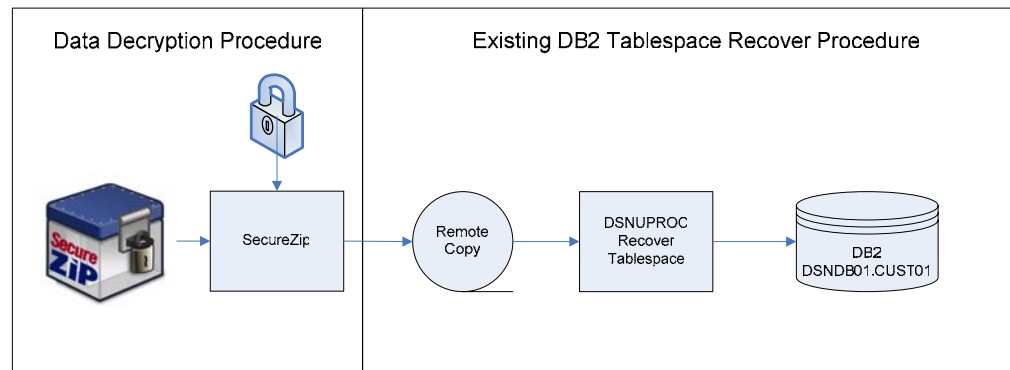 Data Decryption Procedure
Existing DB2 Tablespace Recover Procedure
Secure
ZIP
SecureZip
Remote
Copy
DSNUPROC
Recover
Tablespace
DB2
DSNDB01.CUST01